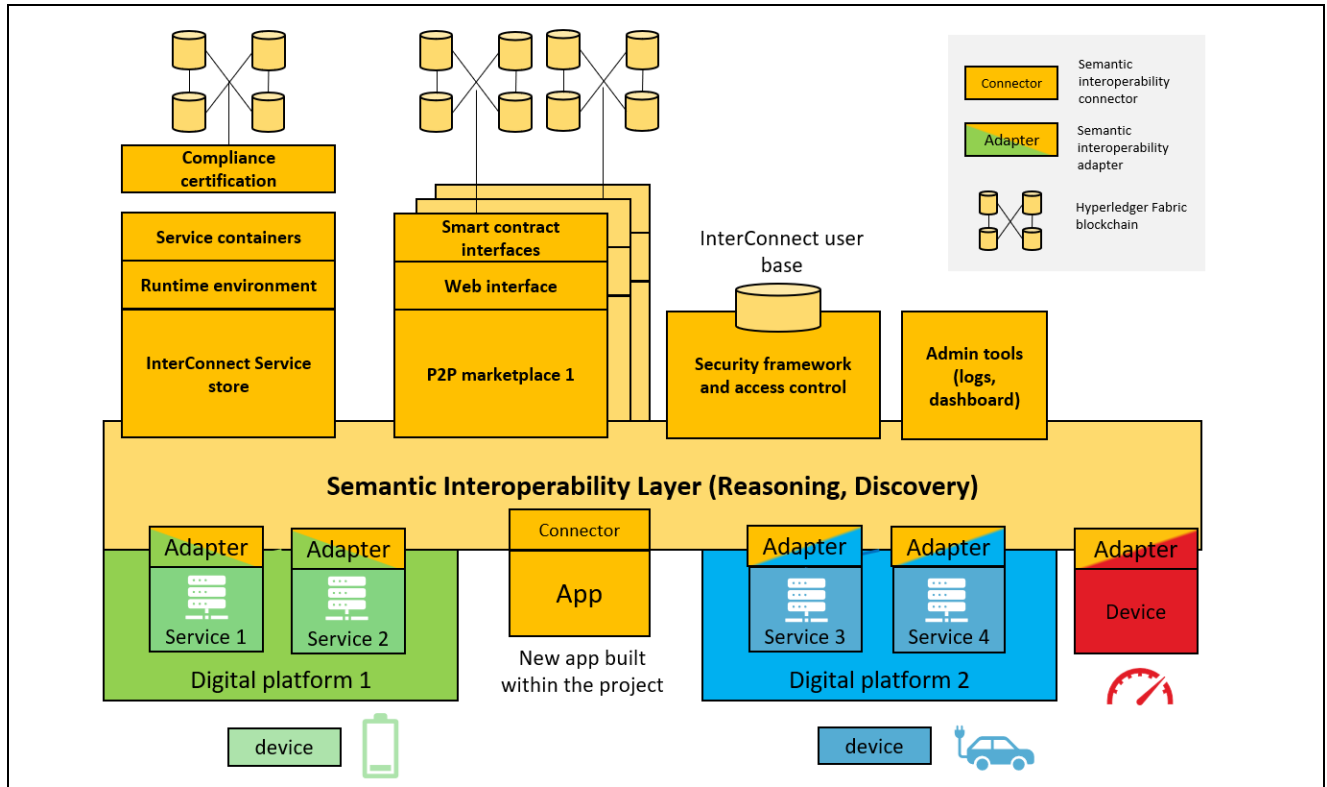 Compliance
certification
Service containers
Runtime environment
InterConnect Service
store
Smart contract
interfaces
Web interface
P2P marketplace 1
InterConnect user
base
Security framework
and access control
Admin tools
(logs,
dashboard)
Connector
Semantic
interoperability
connector
Adapter
Semantic
interoperability
adapter
Hyperledger Fabric
blockchain
Semantic Interoperability Layer (Reasoning, Discovery)
Adapter
Service 1
Adapter
Service 2
Digital platform 1
Connector
App
New app built
within the project
Adapter
Service 3
Adapter
Service 4
Digital platform 2
Adapter
Device
device
device